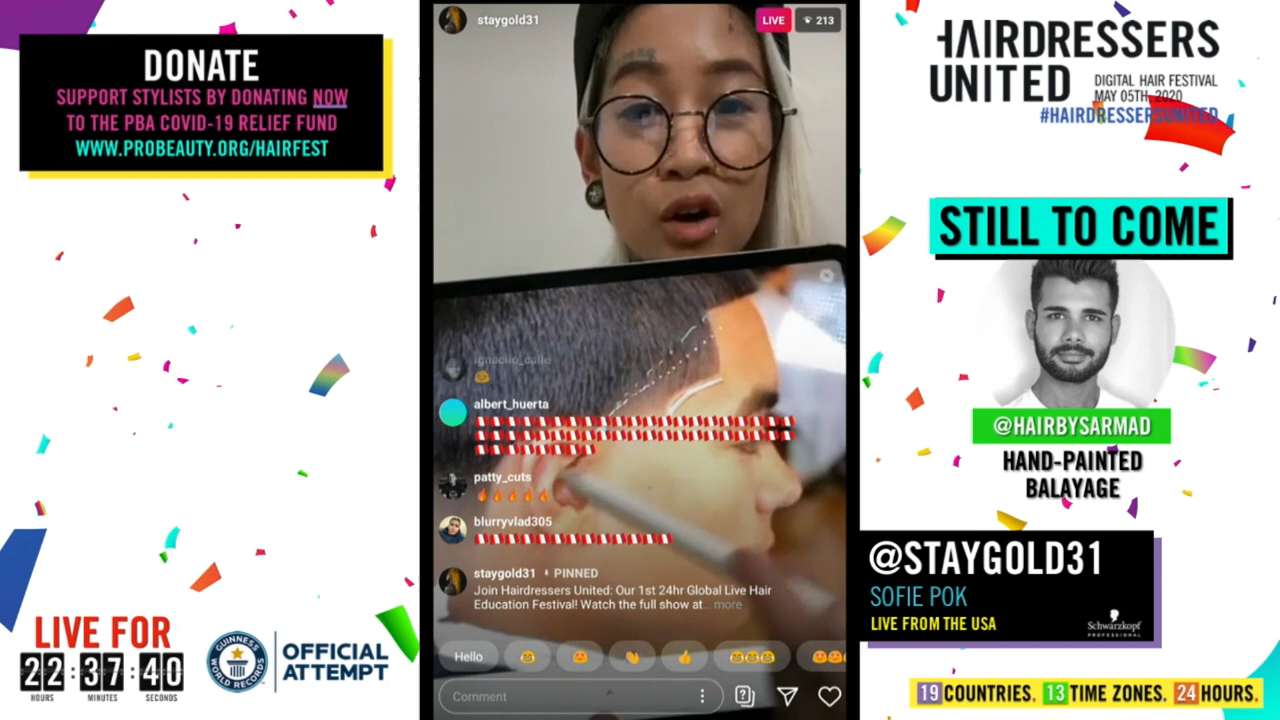 DONATE
SUPPORT STYLISTS BY DONATING NOW
TO THE PBA COVID-19 RELIEF FUND
WWW.PROBEAUTY.ORG/HAIRFEST
LIVE FOR
22:37:40
HOURS MINUTES SECONDS
GUINNESS
WORLD RECORDS
OFFICIAL
ATTEMPT
staygold31
LIVE
213
ignacio_calle
albert_huerta
patty_cuts
blurryvlad305
staygold31 PINNED
Join Hairdressers United: Our 1st 24hr Global Live Hair
Education Festival! Watch the full show at... more
Hello
Comment
HAIRDRESSERS
UNITED
DIGITAL HAIR FESTIVAL
MAY 05TH, 2020
#HAIRDRESSERSUNITED
STILL TO COME
@HAIRBYSARMAD
HAND-PAINTED
BALAYAGE
@STAYGOLD31
SOFIE POK
LIVE FROM THE USA
Schwarzkopf
PROFESSIONAL
19 COUNTRIES. 13 TIME ZONES. 24 HOURS.